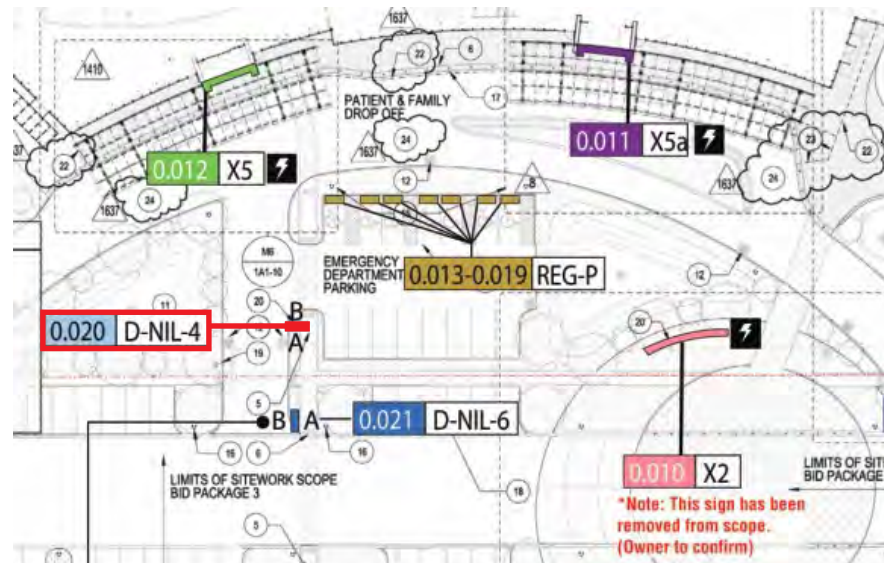 1637
22
6
1410
17
PATIENT & FAMILY
DROP OFF
24
0.012 X5
0.011 X5a
23
22
37
22
24
1637
1637
12
8
1637
24
M6
1A1-10
EMERGENCY
DEPARTMENT
PARKING
0.013-0.019 REG-P
12
11
20
B
0.020 D-NIL-4
A
19
20
5
B A
0.021 D-NIL-6
15
6
16
LIMITS OF SITEWORK SCOPE
BID PACKAGE 3
18
0.010 X2
LIMITS OF SITE
BID PACKAGE
*Note: This sign has been
removed from scope.
(Owner to confirm)
5